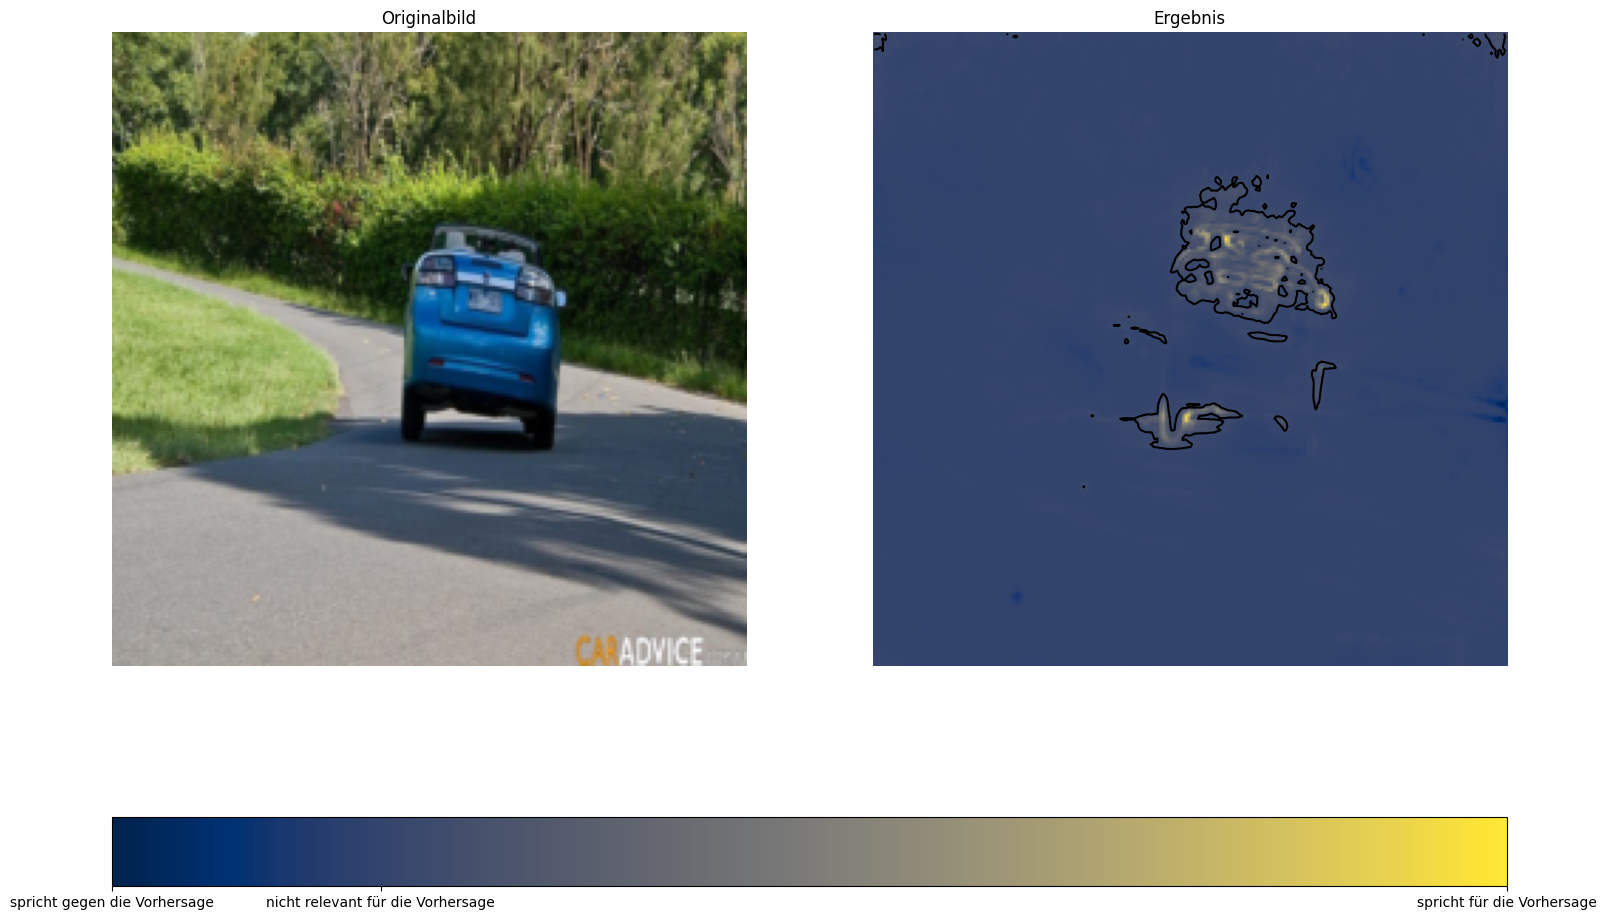 Originalbild
Ergebnis
CARADVICE
spricht gegen die Vorhersage
nicht relevant für die Vorhersage
spricht für die Vorhersage